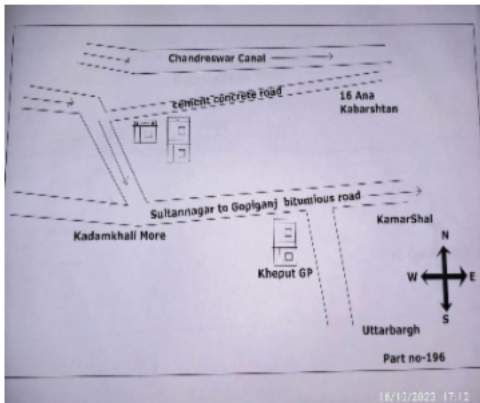 Chandreswar Canal
cement concrete road
16 Ana
Kabarshtan
Sultannagar to Gopiganj bitumious road
KamarShal
Kadamkhali More
N
W E
S
Kheput GP
Uttarbargh
Part no-196
16/12/2023 17:12